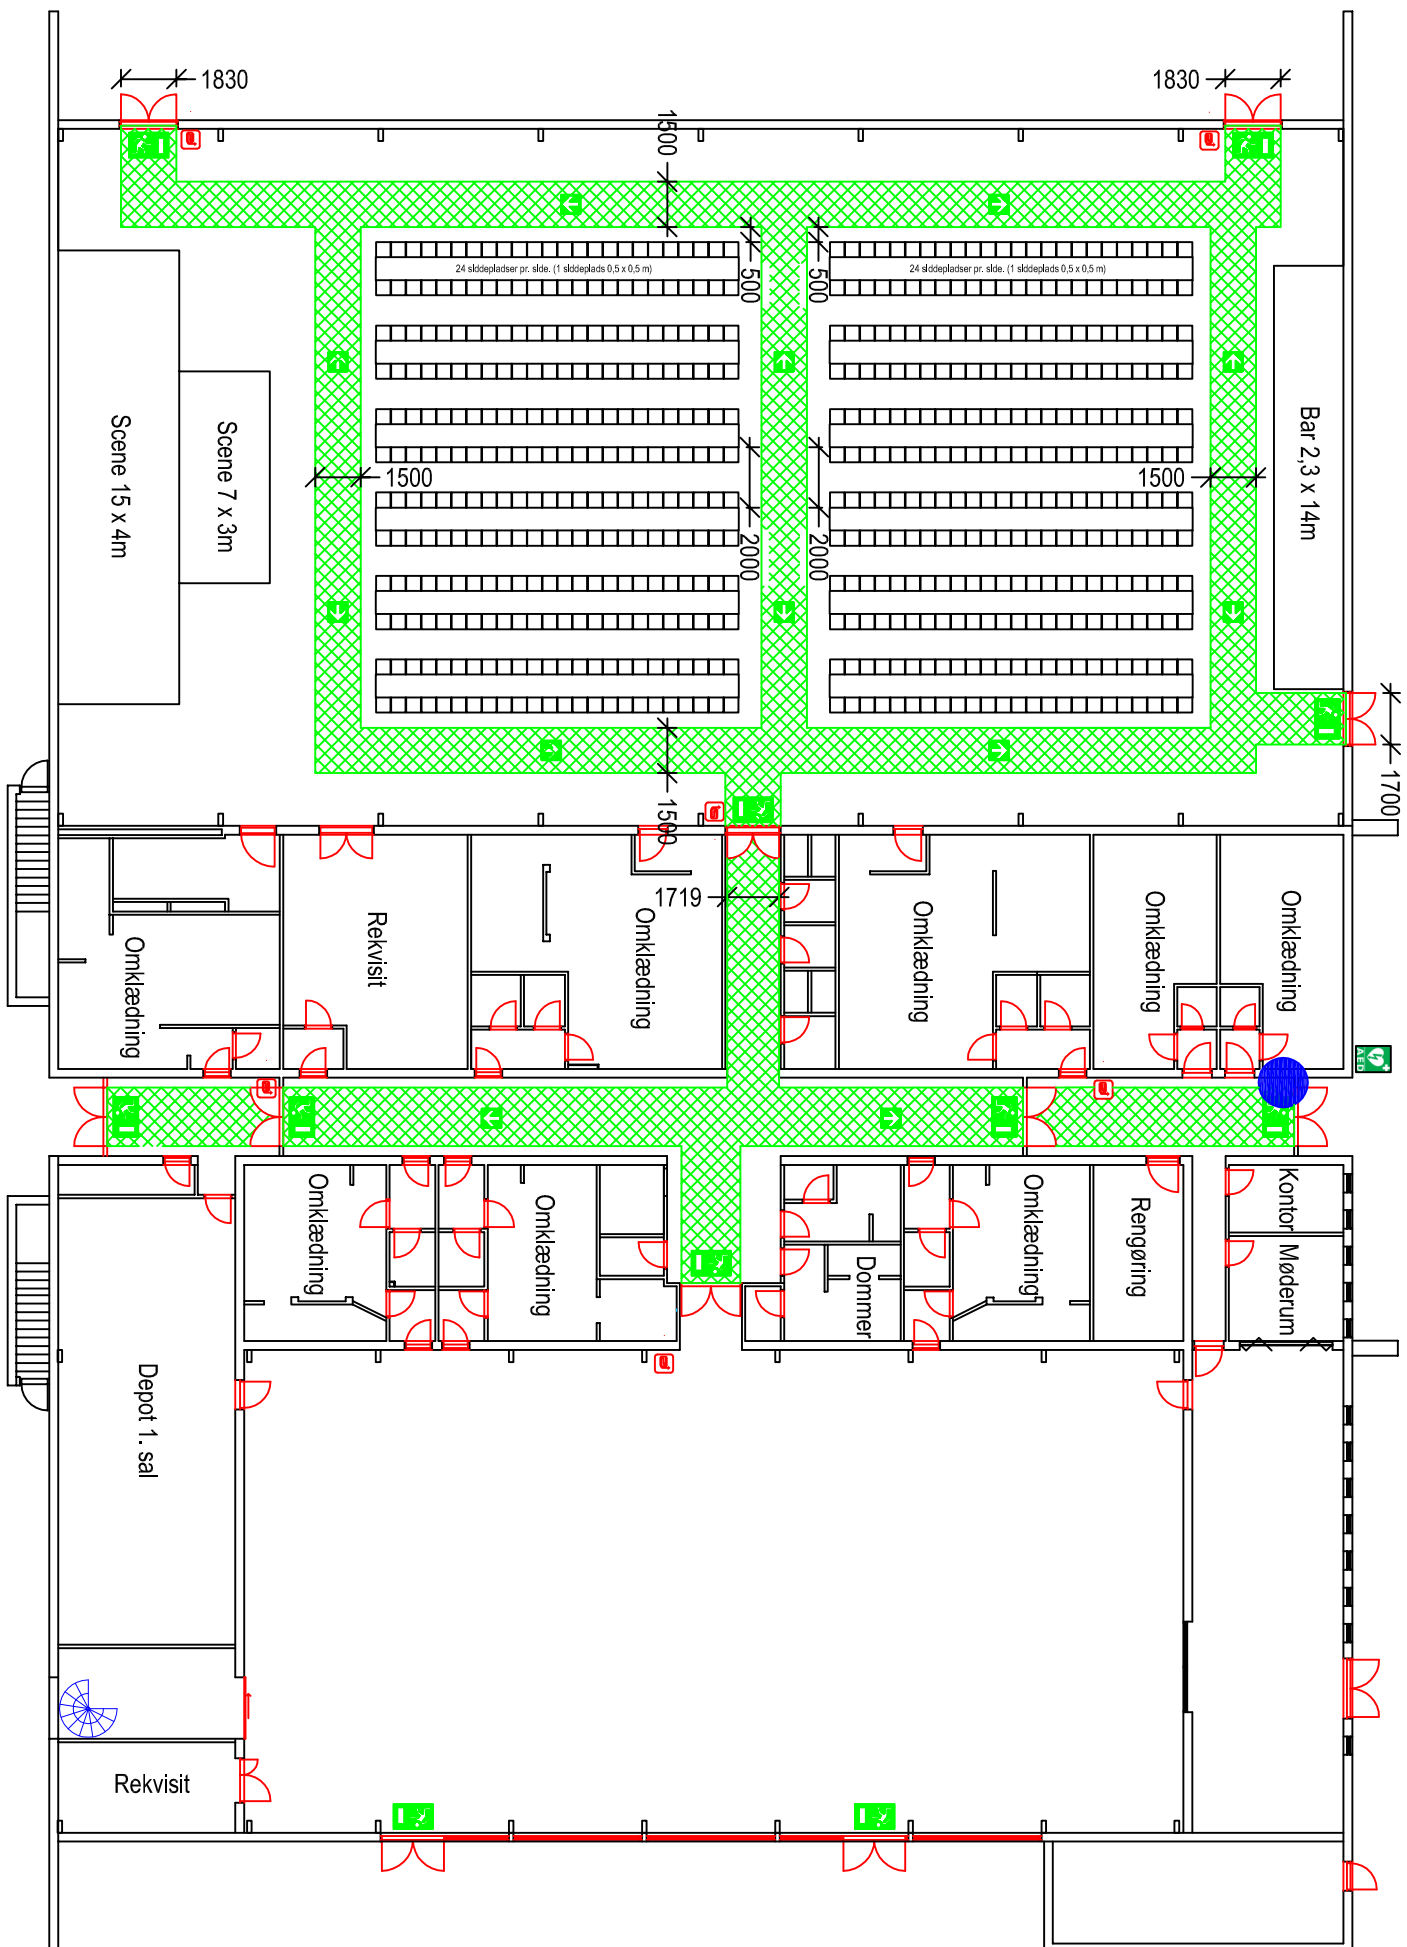 1830
1830
1500
500
500
24 siddepladser pr. side. (1 siddeplads 0,5 x 0,5 m)
24 siddepladser pr. side. (1 siddeplads 0,5 x 0,5 m)
Scene 15 x 4m
Scene 7 x 3m
Bar 2,3 x 14m
1500
1500
2000
2000
1700
1500
1719
Omklædning
Rekvisit
Omklædning
Omklædning
Omklædning
Omklædning
AED
Omklædning
Omklædning
Dommer
Omklædning
Rengøring
Kontor
Møderum
Depot 1. sal
Rekvisit